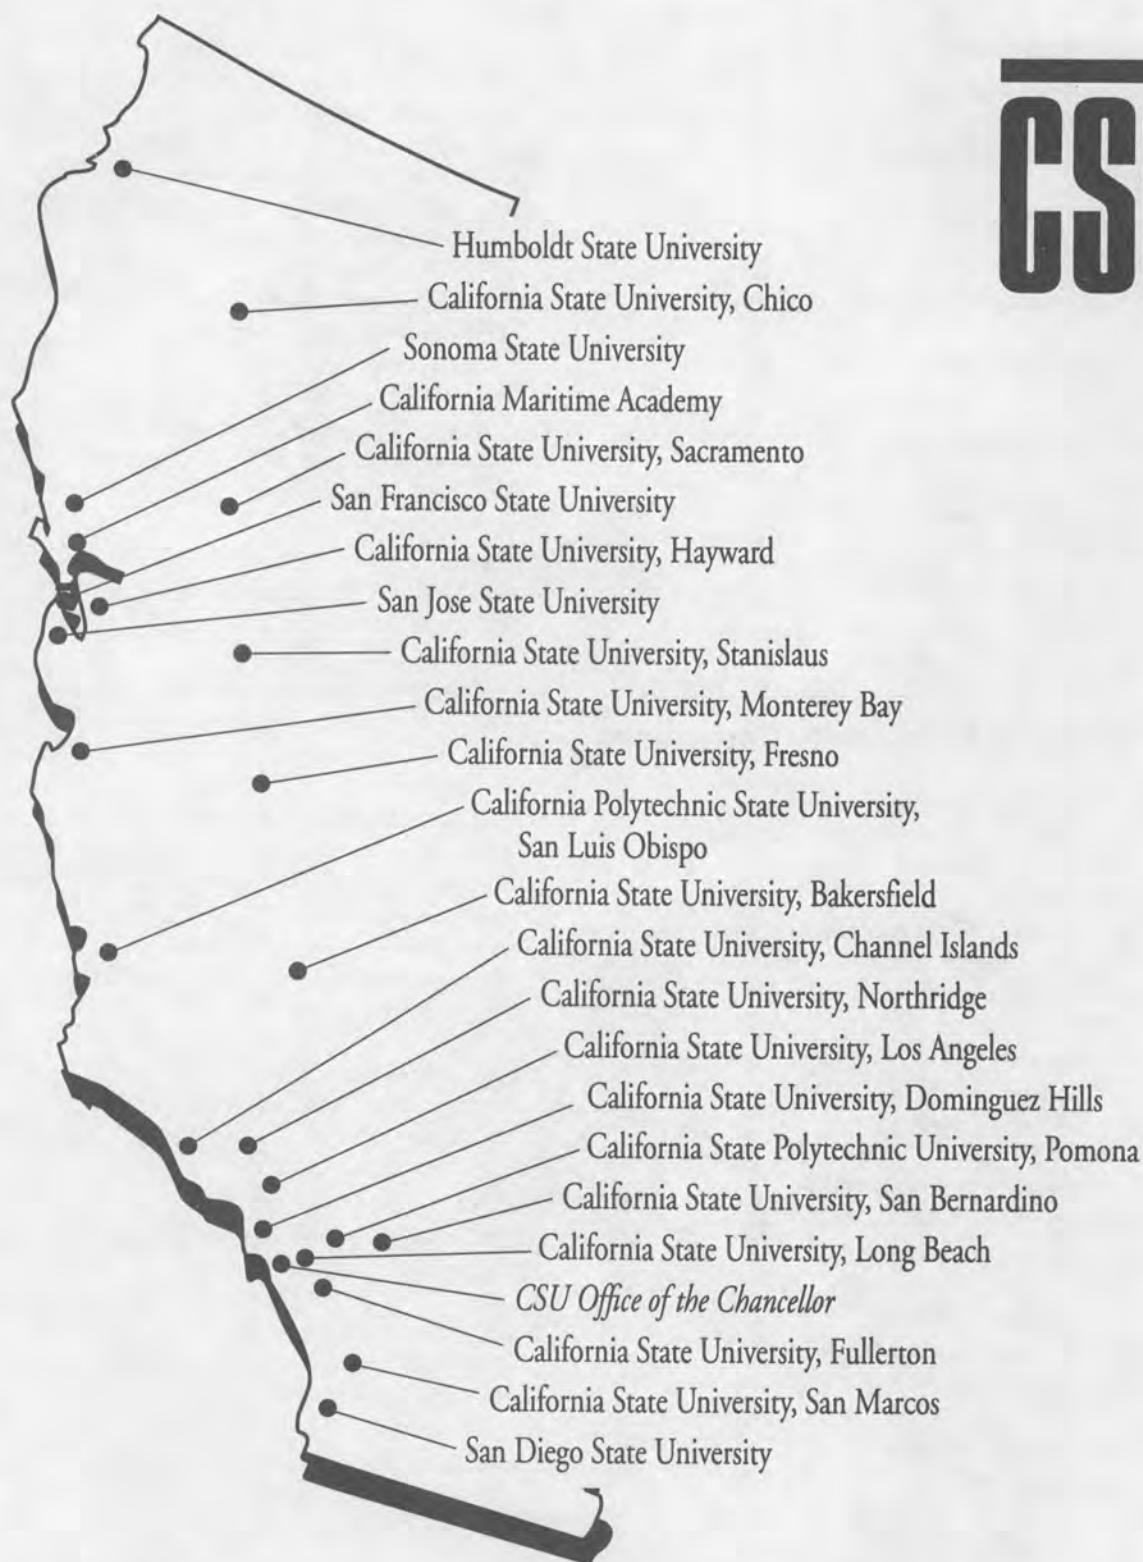 CS
Humboldt State University
California State University, Chico
Sonoma State University
California Maritime Academy
California State University, Sacramento
San Francisco State University
California State University, Hayward
San Jose State University
California State University, Stanislaus
California State University, Monterey Bay
California State University, Fresno
California Polytechnic State University,
San Luis Obispo
California State University, Bakersfield
California State University, Channel Islands
California State University, Northridge
California State University, Los Angeles
California State University, Dominguez Hills
California State Polytechnic University, Pomona
California State University, San Bernardino
California State University, Long Beach
CSU Office of the Chancellor
California State University, Fullerton
California State University, San Marcos
San Diego State University